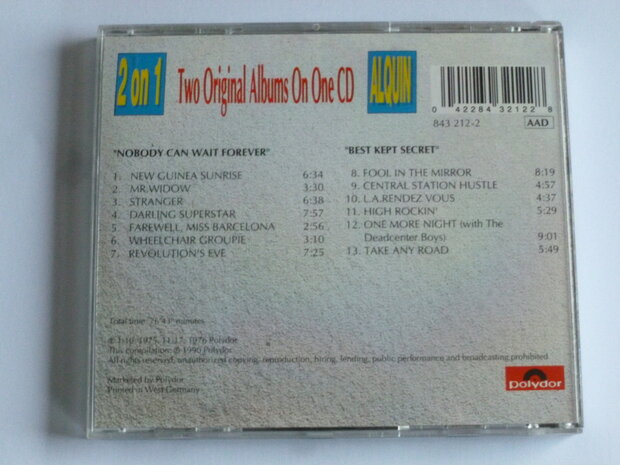 2 on 1
Two Original Albums On One CD
ALQUIN
0 42284 32122 8
843 212-2
AAD
"NOBODY CAN WAIT FOREVER"
1. NEW GUINEA SUNRISE 6:34
2. MR.WIDOW 3:30
3. STRANGER 6:38
4. DARLING SUPERSTAR 7:57
5. FAREWELL, MISS BARCELONA 2:56
6. WHEELCHAIR GROUPIE 3:10
7. REVOLUTION'S EVE 7:25
"BEST KEPT SECRET"
8. FOOL IN THE MIRROR 8:19
9. CENTRAL STATION HUSTLE 4:57
10. L.A.RENDEZ VOUS 4:37
11. HIGH ROCKIN' 5:29
12. ONE MORE NIGHT (with The
Deadcenter Boys) 9:01
13. TAKE ANY ROAD 5:49
Total time: minutes
1975, 1976 Polydor
This compilation: ℗ 1990 Polydor
All rights reserved, unauthorized copying, reproduction, hiring, lending, public performance and broadcasting prohibited
Marketed by Polydor
Printed in West Germany
polydor